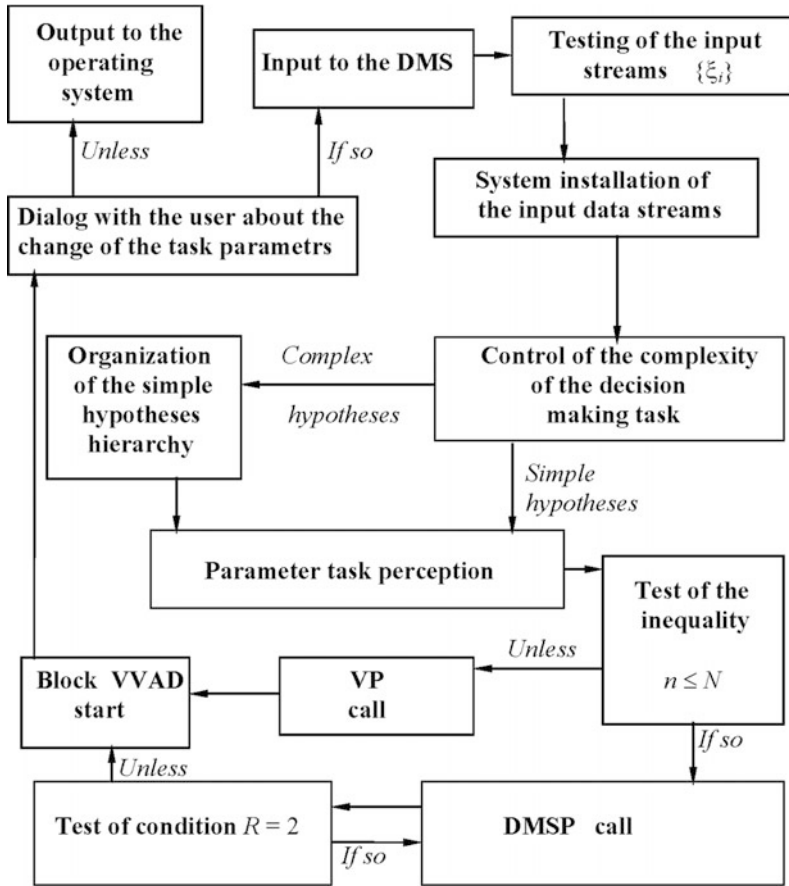 Output to the
operating
system
Input to the DMS
Testing of the input
streams {ξi}
Unless
If so
System installation of
the input data streams
Dialog with the user about the
change of the task parametrs
Organization
of the simple
hypotheses
hierarchy
Complex
hypotheses
Control of the complexity
of the decision
making task
Simple
hypotheses
Parameter task perception
Test of the
inequality
n ≤ N
Unless
Block VVAD
start
VP
call
If so
Unless
Test of condition R = 2
If so
DMSP call